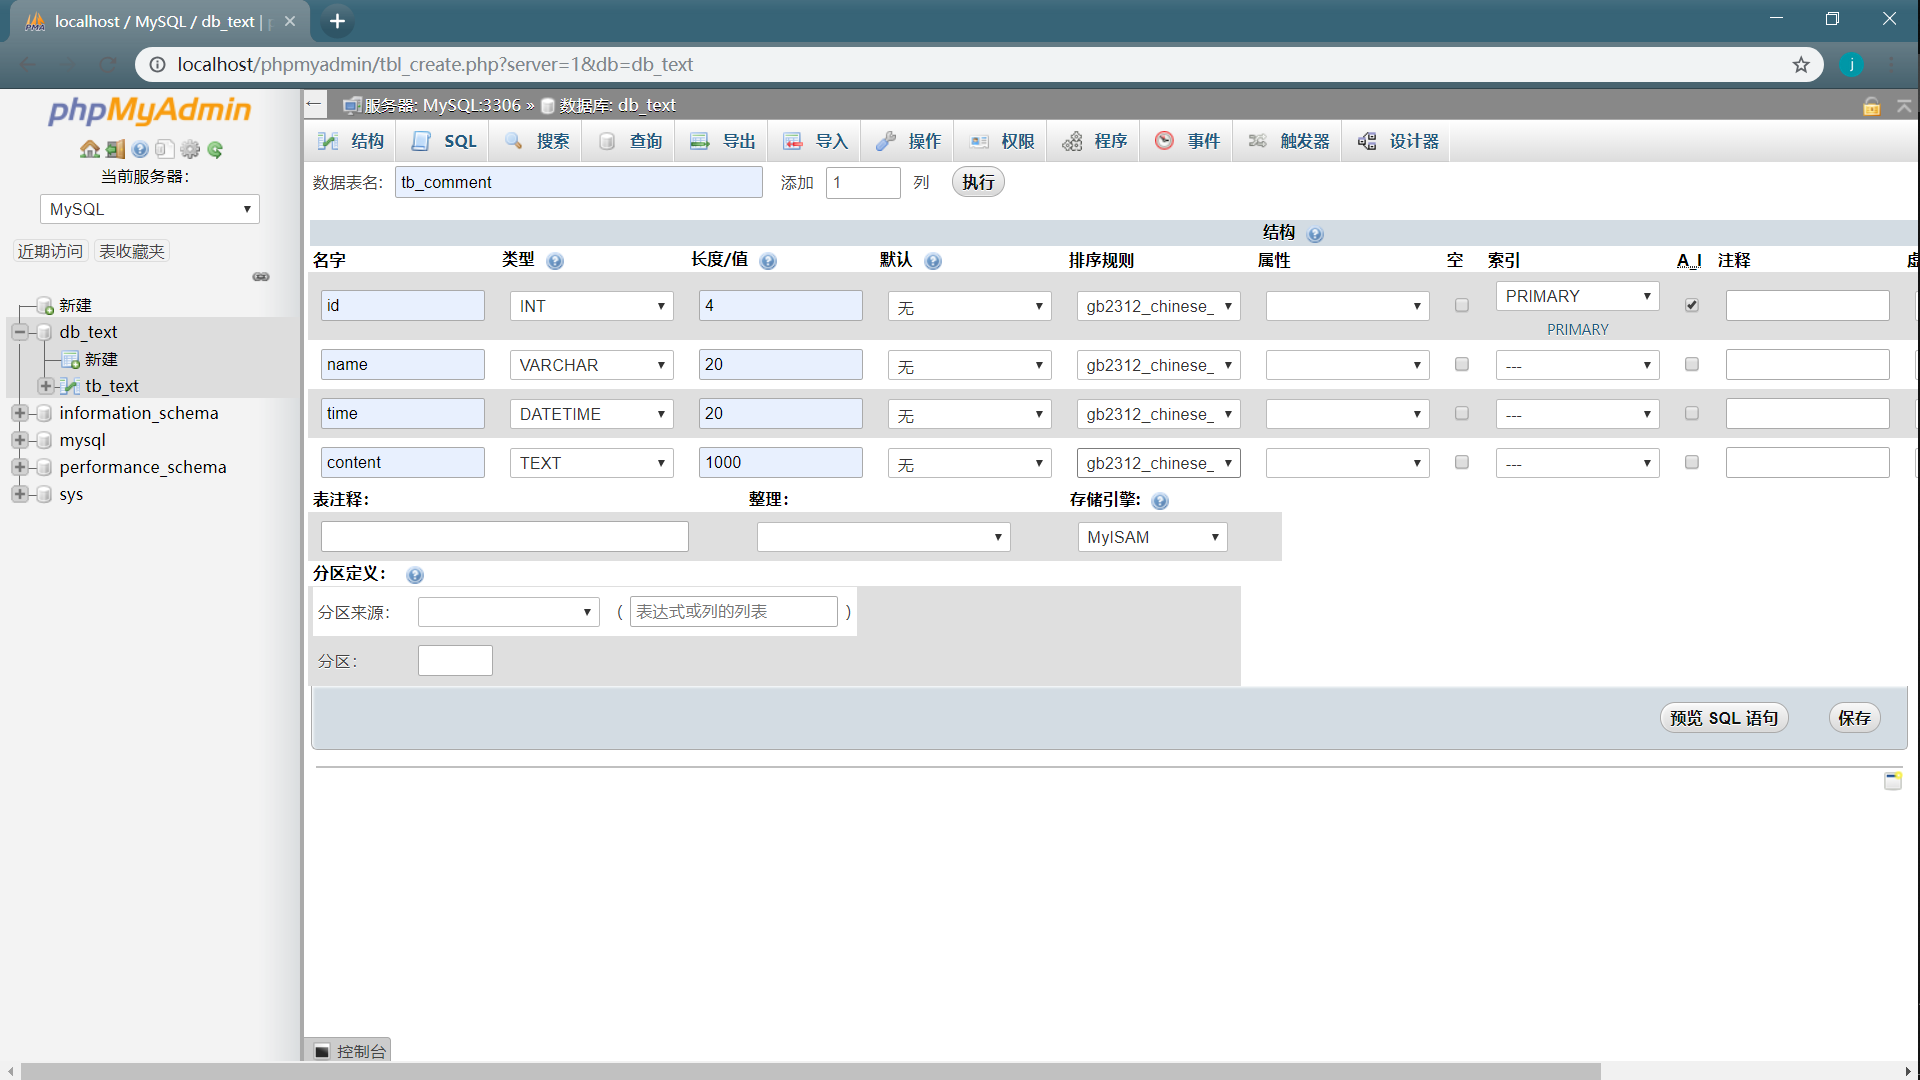 localhost / MySQL / db_text |
localhost/phpmyadmin/tbl_create.php?server=1&db=db_text
j
phpMyAdmin
当前服务器:
MySQL
近期访问 表收藏夹
新建
db_text
新建
tb_text
information_schema
mysql
performance_schema
sys
服务器: MySQL:3306 » 数据库: db_text
结构 SQL 搜索 查询 导出 导入 操作 权限 程序 事件 触发器 设计器
数据表名: tb_comment 添加 1 列 执行
结构
名字 类型 长度/值 默认 排序规则 属性 空 索引 A_I 注释
id INT 4 无 gb2312_chinese_ PRIMARY
PRIMARY
name VARCHAR 20 无 gb2312_chinese_ ---
time DATETIME 20 无 gb2312_chinese_ ---
content TEXT 1000 无 gb2312_chinese_ ---
表注释: 整理: 存储引擎:
MyISAM
分区定义:
分区来源: ( 表达式或列的列表 )
分区:
预览 SQL 语句 保存
控制台